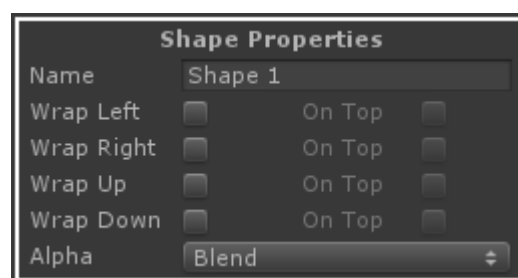 Shape Properties
Name Shape 1
Wrap Left On Top
Wrap Right On Top
Wrap Up On Top
Wrap Down On Top
Alpha Blend